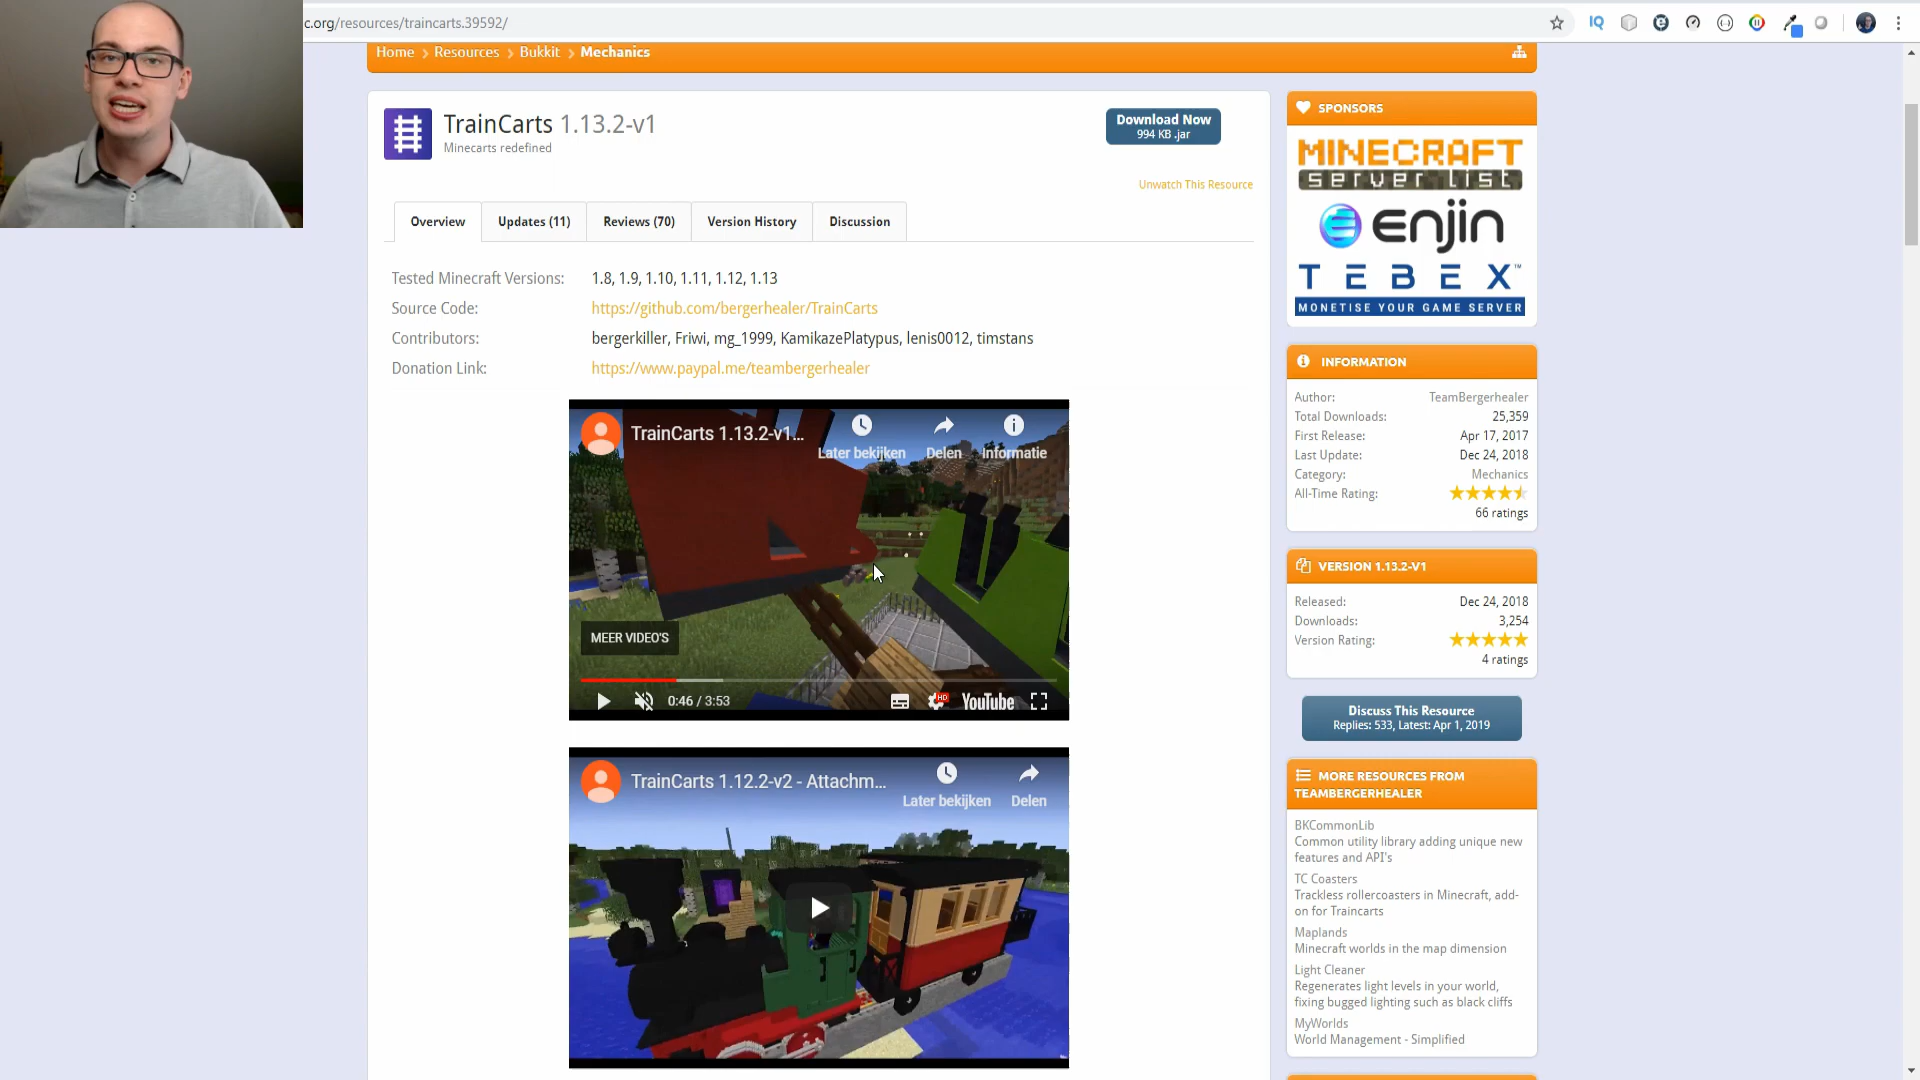 c.org/resources/traincarts.39592/
Home > Resources > Bukkit > Mechanics
TrainCarts 1.13.2-v1
Minecarts redefined
Download Now
994 KB .jar
Unwatch This Resource
Overview
Updates (11)
Reviews (70)
Version History
Discussion
Tested Minecraft Versions: 1.8, 1.9, 1.10, 1.11, 1.12, 1.13
Source Code: https://github.com/bergerhealer/TrainCarts
Contributors: bergerkiller, Friwi, mg_1999, KamikazePlatypus, lenis0012, timstans
Donation Link: https://www.paypal.me/teambergerhealer
TrainCarts 1.13.2-v1...
Later bekijken
Delen
Informatie
MEER VIDEO'S
0:46 / 3:53
HD
YouTube
TrainCarts 1.12.2-v2 - Attachm...
Later bekijken
Delen
SPONSORS
MINECRAFT
SERVER LIST
enjin
TEBEX™
MONETISE YOUR GAME SERVER
INFORMATION
Author: TeamBergerhealer
Total Downloads: 25,359
First Release: Apr 17, 2017
Last Update: Dec 24, 2018
Category: Mechanics
All-Time Rating:
66 ratings
VERSION 1.13.2-V1
Released: Dec 24, 2018
Downloads: 3,254
Version Rating:
4 ratings
Discuss This Resource
Replies: 533, Latest: Apr 1, 2019
MORE RESOURCES FROM
TEAMBERGERHEALER
BKCommonLib
Common utility library adding unique new
features and API's
TC Coasters
Trackless rollercoasters in Minecraft, add-
on for Traincarts
Maplands
Minecraft worlds in the map dimension
Light Cleaner
Regenerates light levels in your world,
fixing bugged lighting such as black cliffs
MyWorlds
World Management - Simplified
IQ